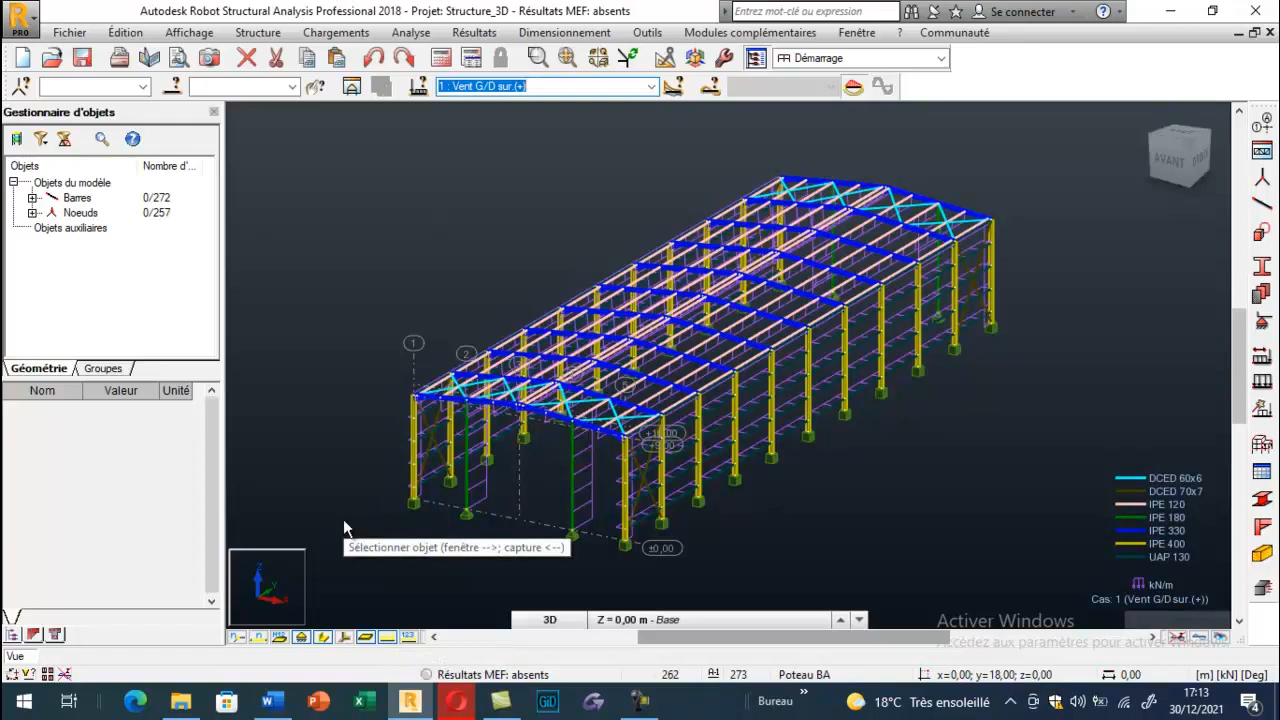 Autodesk Robot Structural Analysis Professional 2018 - Projet: Structure_3D - Résultats MEF: absents
Entrez mot-clé ou expression
Se connecter
PRO
Fichier Édition Affichage Structure Chargements Analyse Résultats Dimensionnement Outils Modules complémentaires Fenêtre ? Communauté
Démarrage
1 : Vent G/D sur.(+)
Gestionnaire d'objets
Objets Nombre d'...
Objets du modèle
Barres 0/272
Noeuds 0/257
Objets auxiliaires
Géométrie Groupes
Nom Valeur Unité
AVANT
1
2
±0,00
Sélectionner objet (fenêtre -->; capture <--)
DCED 60x6
DCED 70x7
IPE 120
IPE 180
IPE 330
IPE 400
UAP 130
kN/m
Cas: 1 (Vent G/D sur.(+))
Z
Y
X
3D Z = 0,00 m - Base
Activer Windows
Accédez aux paramètres pour activer Windows.
Vue
Résultats MEF: absents 262 273 Poteau BA x=0,00; y=18,00; z=0,00 0,00 [m] [kN] [Deg]
Bureau
18°C Très ensoleillé
17:13
30/12/2021
4